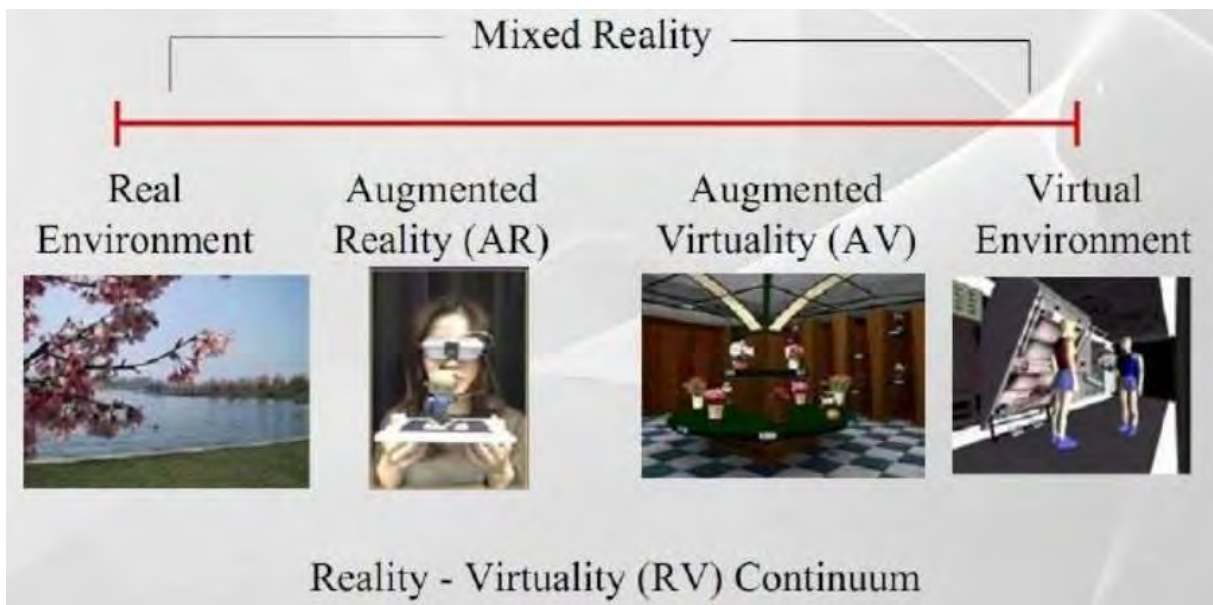 Mixed Reality
Real
Environment
Augmented
Reality (AR)
Augmented
Virtuality (AV)
Virtual
Environment
Reality - Virtuality (RV) Continuum